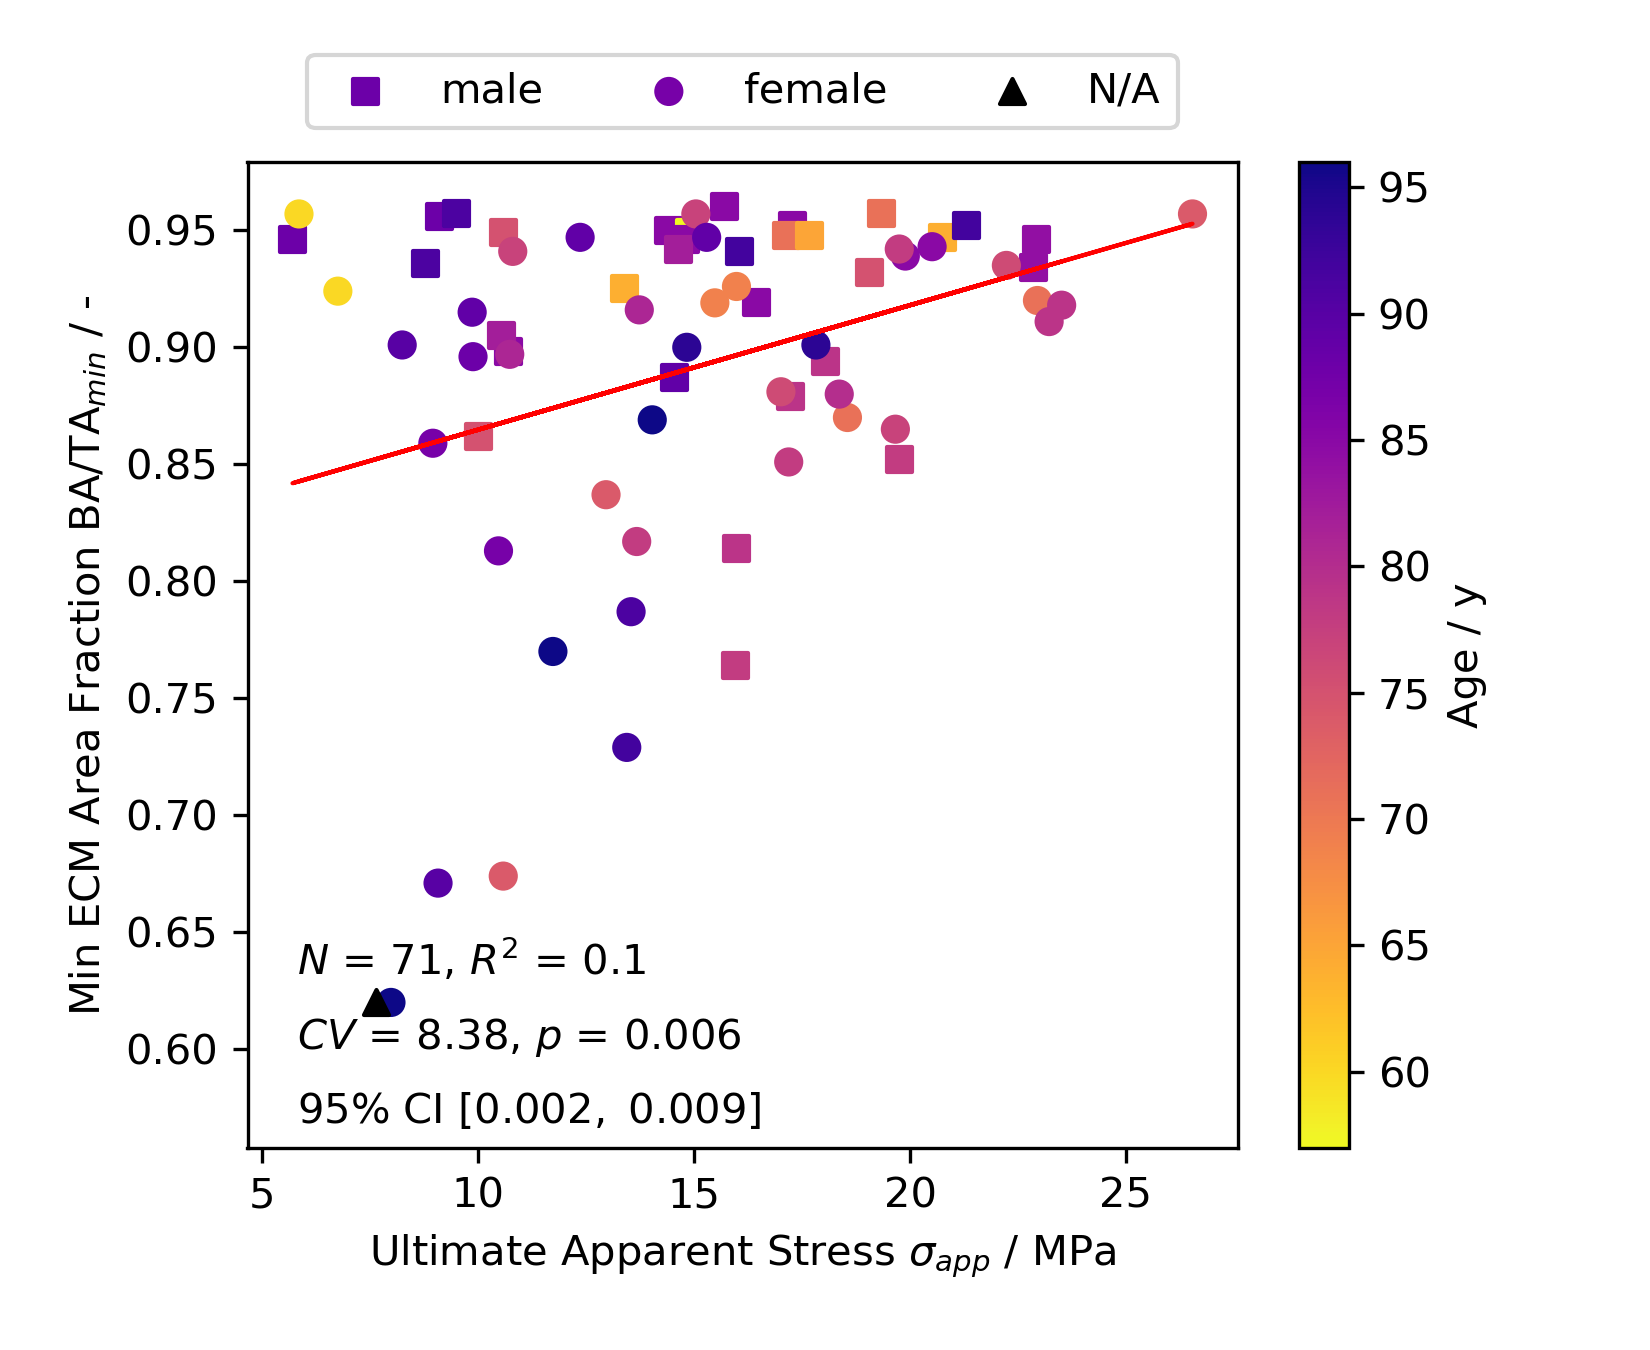 male female N/A
0.95
0.90
0.85
0.80
0.75
0.70
0.65
0.60
Min ECM Area Fraction BA/TA_min / -
N = 71, R² = 0.1
CV = 8.38, p = 0.006
95% CI [0.002, 0.009]
5 10 15 20 25
Ultimate Apparent Stress σ_app / MPa
95
90
85
80
75
70
65
60
Age / y